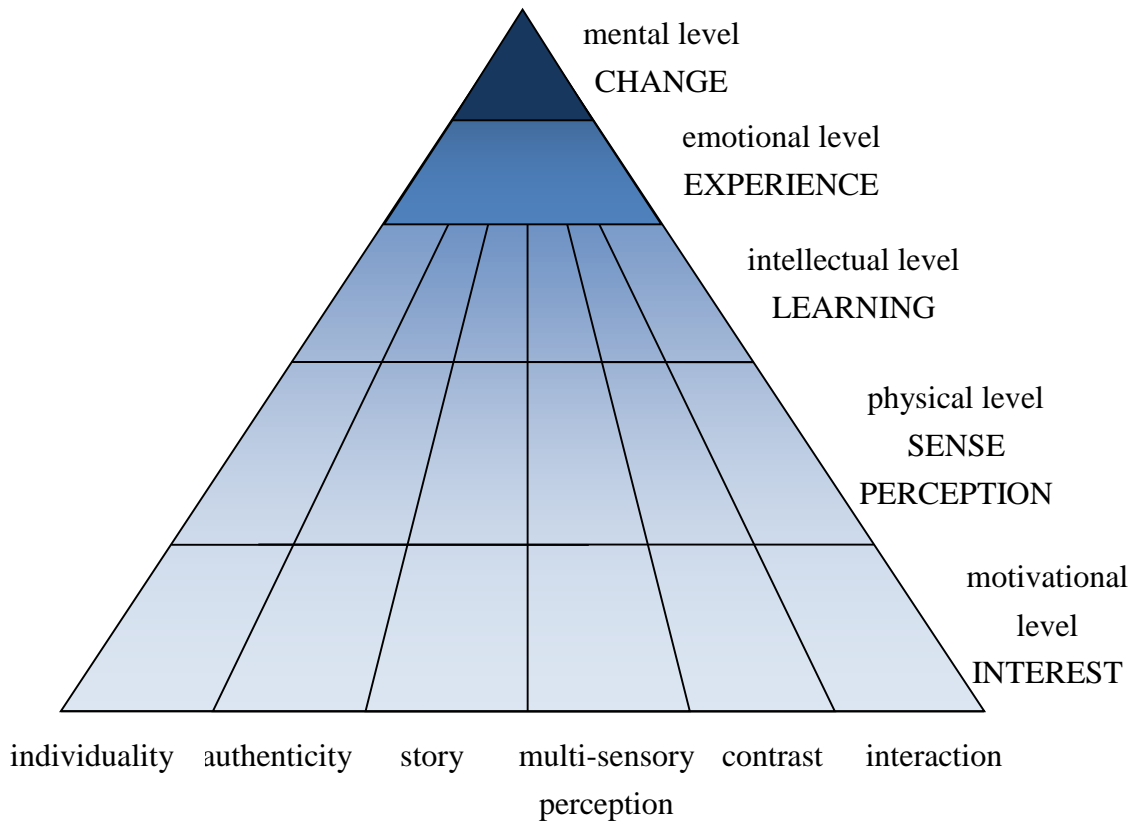 mental level
CHANGE
emotional level
EXPERIENCE
intellectual level
LEARNING
physical level
SENSE
PERCEPTION
motivational
level
INTEREST
individuality authenticity story multi-sensory contrast interaction
perception